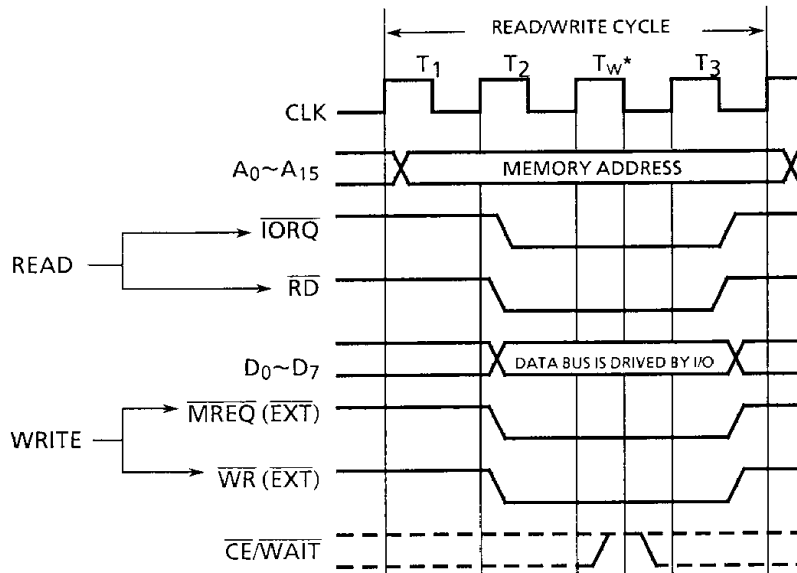 READ/WRITE CYCLE
T1 T2 TW* T3
CLK
A0~A15 MEMORY ADDRESS
IORQ
READ
RD
D0~D7 DATA BUS IS DRIVED BY I/O
MREQ (EXT)
WRITE
WR (EXT)
CE/WAIT